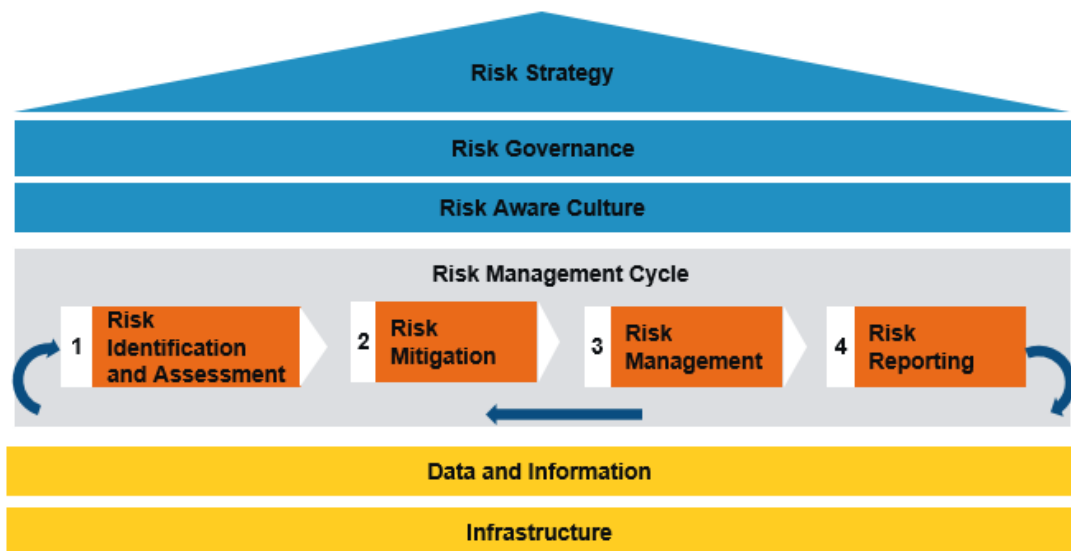 Risk Strategy
Risk Governance
Risk Aware Culture
Risk Management Cycle
1
Risk
Identification
and Assessment
2
Risk
Mitigation
3
Risk
Management
4
Risk
Reporting
Data and Information
Infrastructure